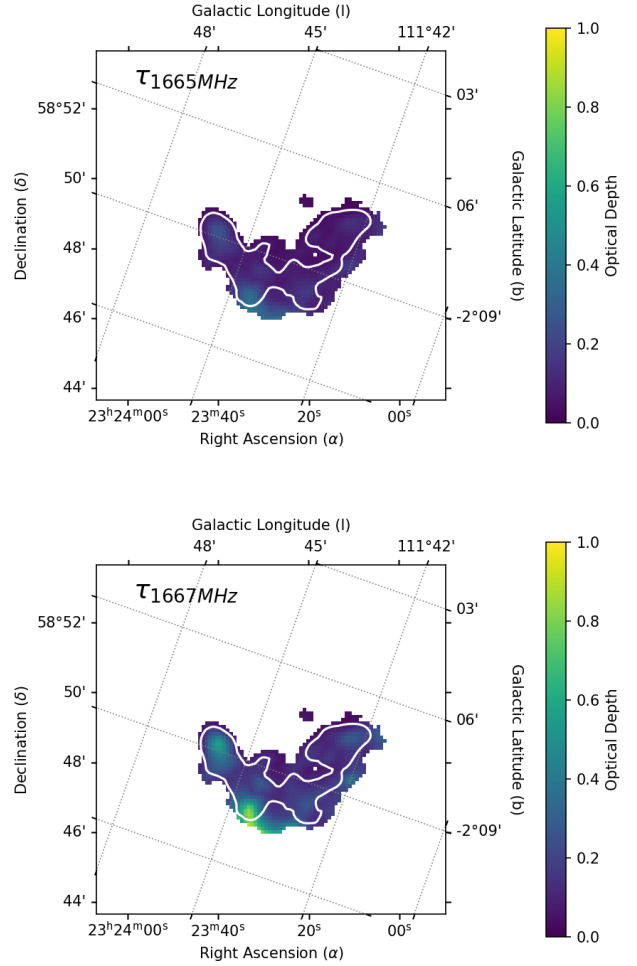 Galactic Longitude (l)
48' 45' 111°42'
τ1665MHz
1.0
03'
58°52'
0.8
50'
06'
0.6
48'
0.4
46'
-2°09'
0.2
44'
0.0
23h24m00s 23m40s 20s 00s
Right Ascension (α)
Declination (δ)
Galactic Latitude (b)
Optical Depth
Galactic Longitude (l)
48' 45' 111°42'
τ1667MHz
1.0
03'
58°52'
0.8
50'
06'
0.6
48'
0.4
46'
-2°09'
0.2
44'
0.0
23h24m00s 23m40s 20s 00s
Right Ascension (α)
Declination (δ)
Galactic Latitude (b)
Optical Depth